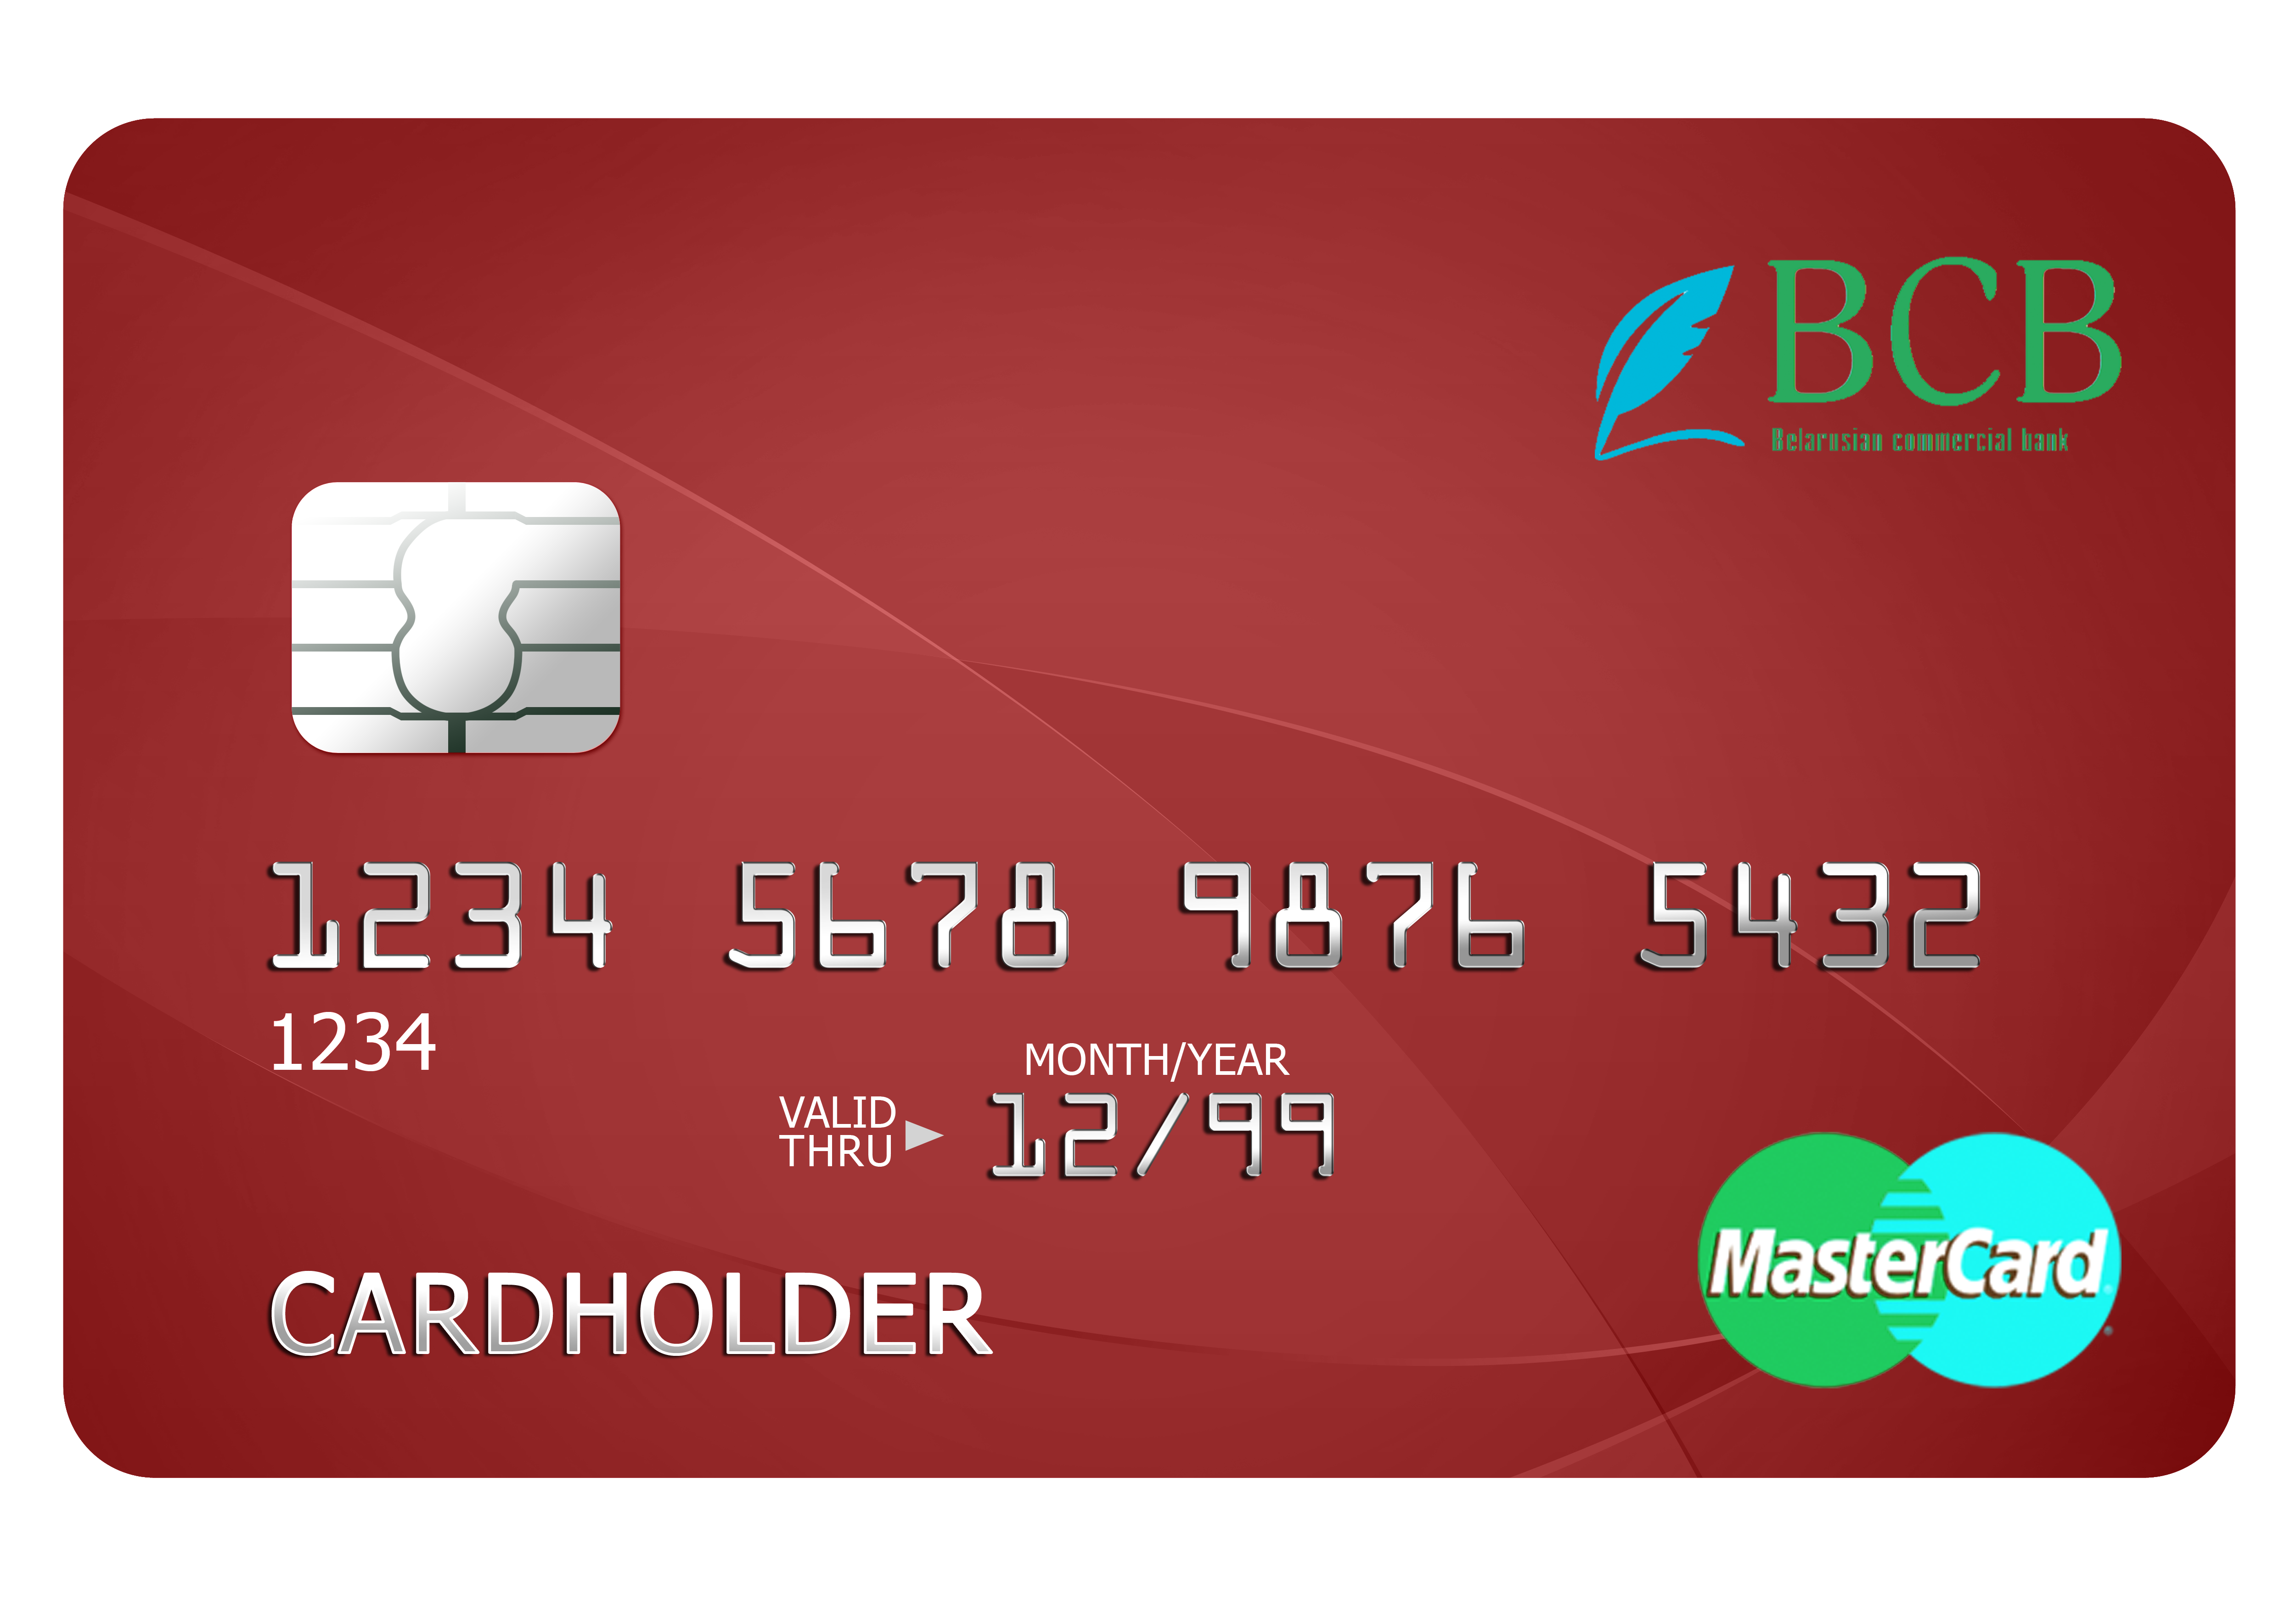 BCB
Belarusian commercial bank
1234 5678 9876 5432
1234
MONTH/YEAR
VALID
THRU
12/99
CARDHOLDER
MasterCard